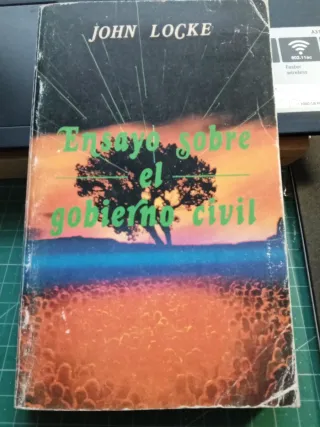 JOHN LOCKE
Ensayo sobre
el
gobierno civil